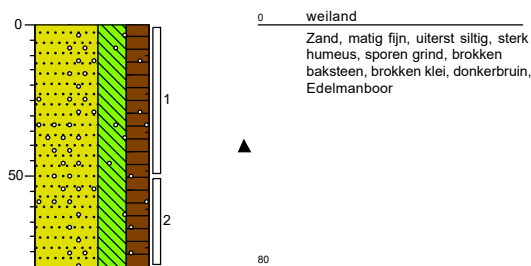 0
0 weiland
Zand, matig fijn, uiterst siltig, sterk
humeus, sporen grind, brokken
baksteen, brokken klei, donkerbruin,
Edelmanboor
1
50
2
80